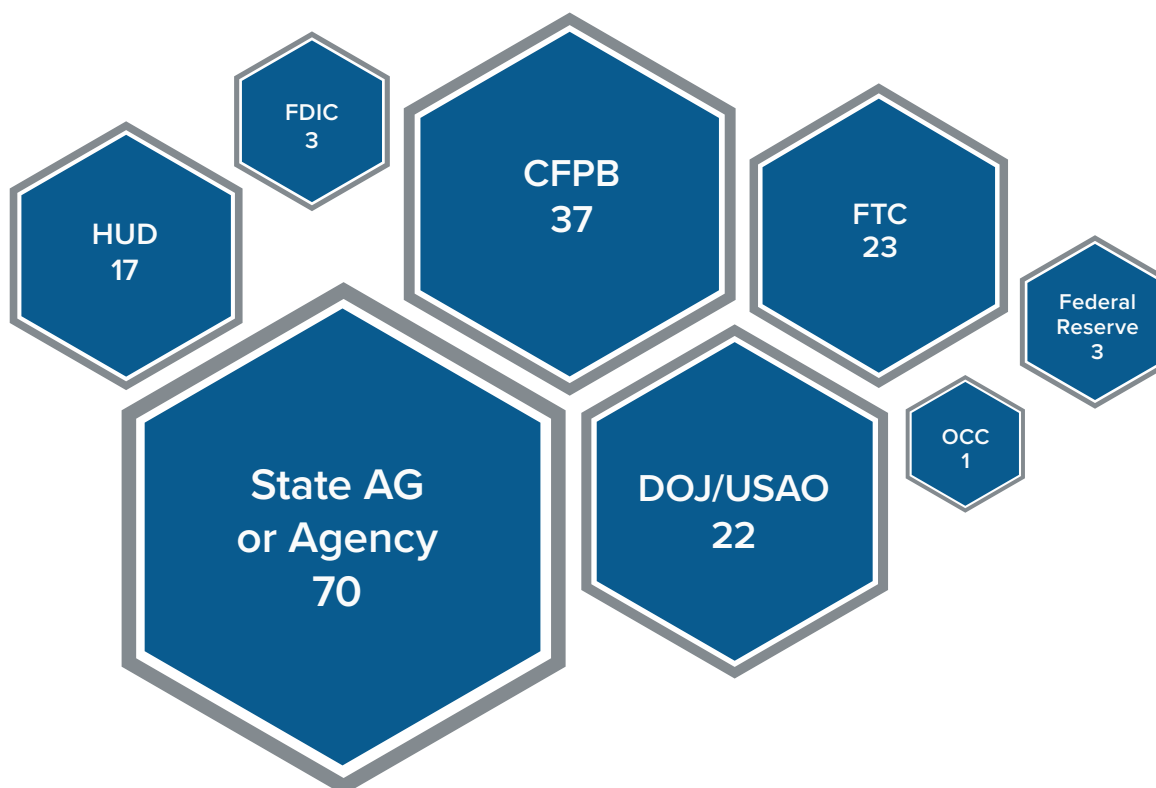 FDIC
3
CFPB
37
FTC
23
HUD
17
Federal
Reserve
3
State AG
or Agency
70
DOJ/USAO
22
OCC
1